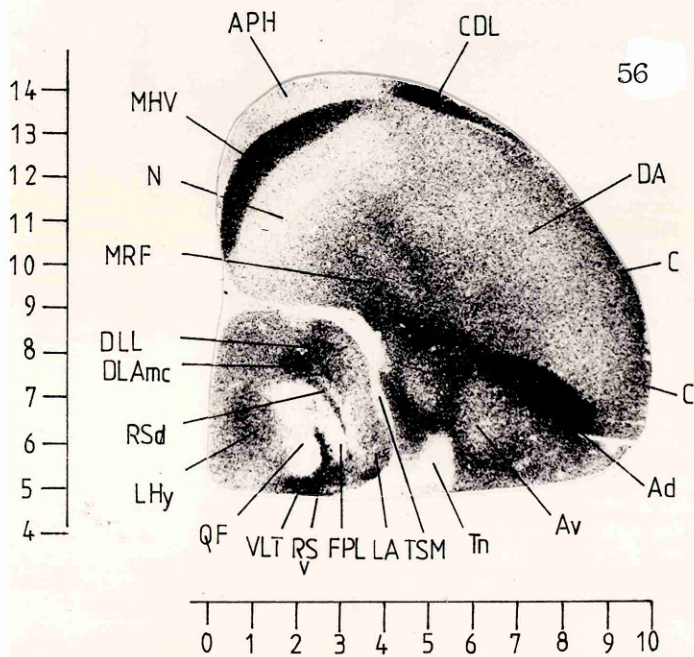 APH
CDL
56
14
MHV
13
N
12
DA
11
MRF
10
C
9
DLL
8
DLAmc
C
7
RSd
6
LHy
Ad
5
Av
4
QF VLT RS FPL LA TSM Tn
V
0 1 2 3 4 5 6 7 8 9 10